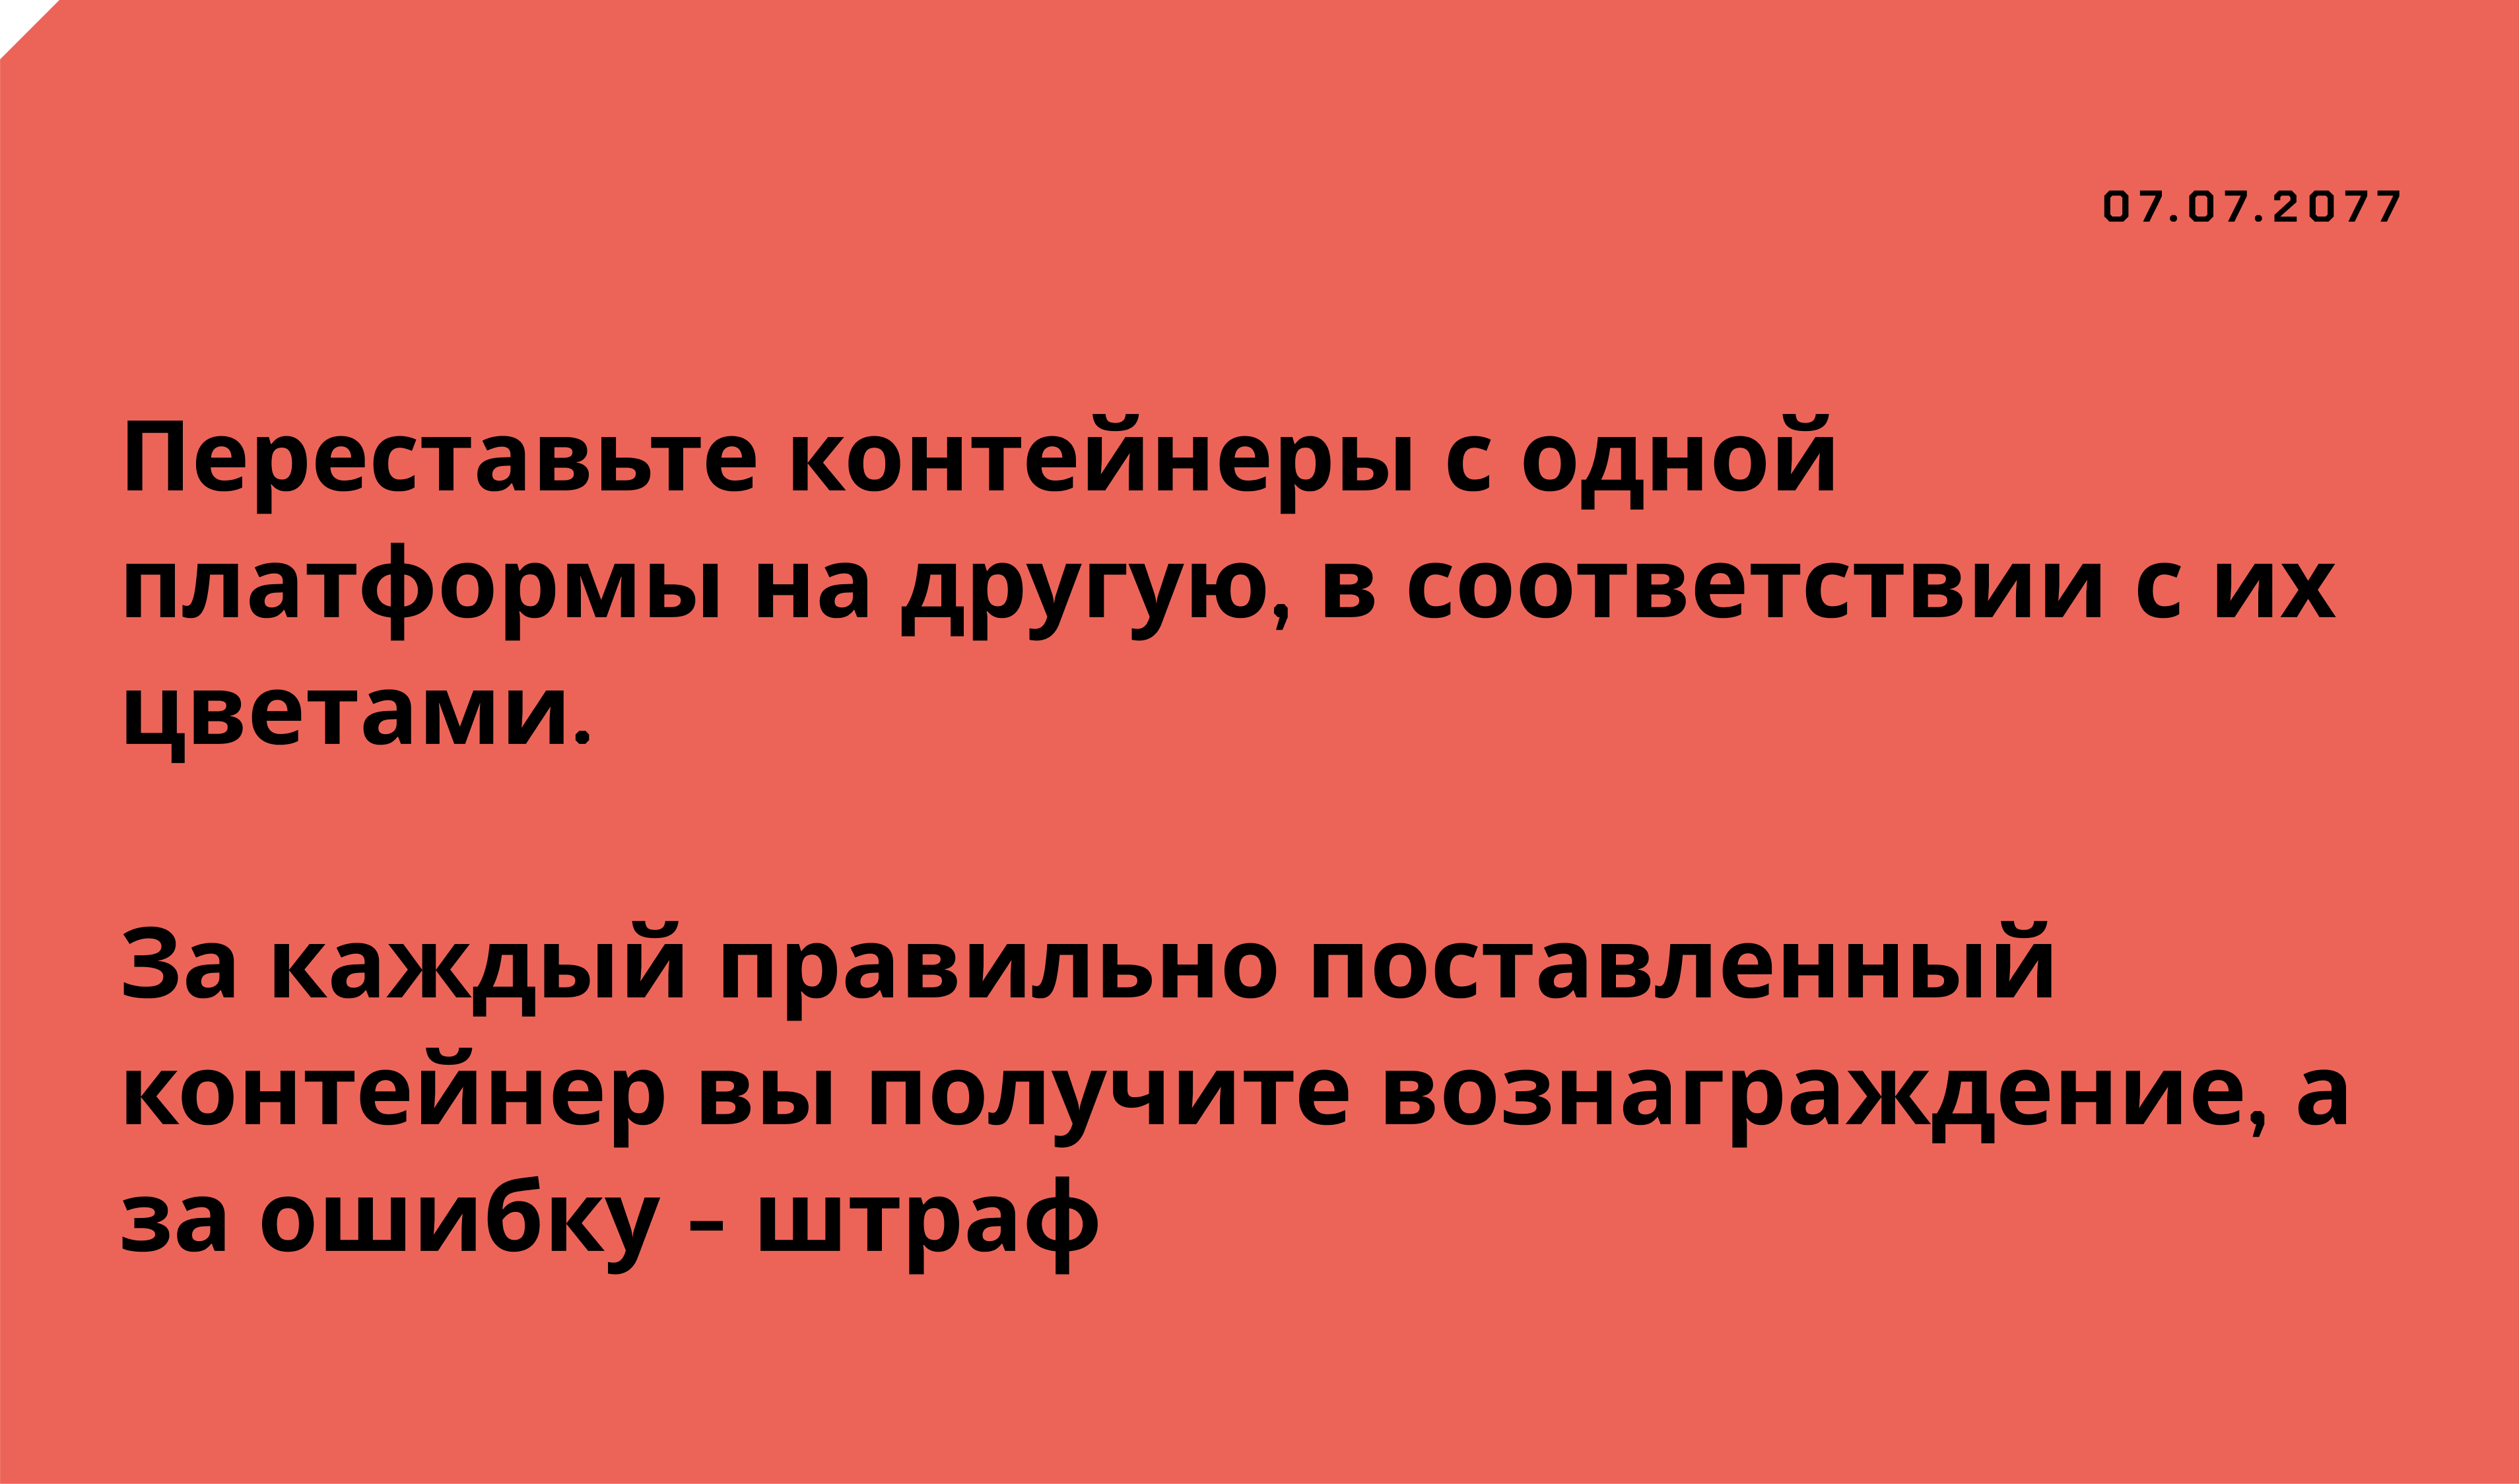 07.07.2077
Переставьте контейнеры с одной
платформы на другую, в соответствии с их
цветами.
За каждый правильно поставленный
контейнер вы получите вознаграждение, а
за ошибку – штраф